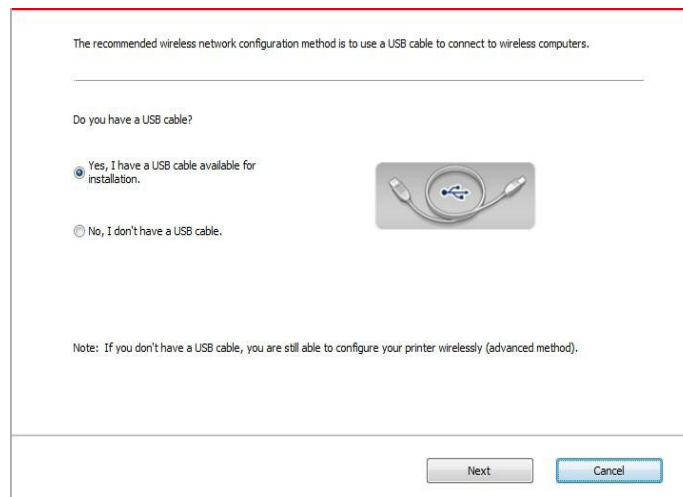 The recommended wireless network configuration method is to use a USB cable to connect to wireless computers.
Do you have a USB cable?
Yes, I have a USB cable available for
installation.
No, I don't have a USB cable.
Note: If you don't have a USB cable, you are still able to configure your printer wirelessly (advanced method).
Next
Cancel